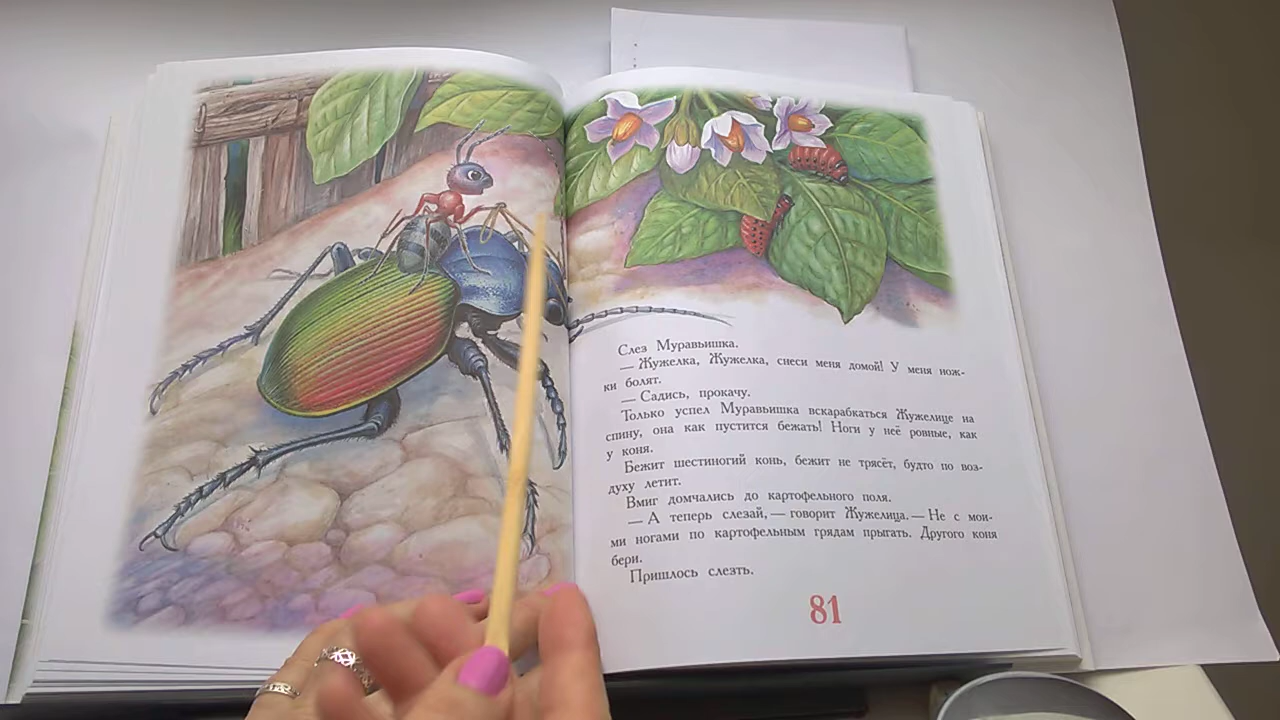 Слез Муравьишка.
— Жужелка, Жужелка, снеси меня домой! У меня нож-
ки болят.
— Садись, прокачу.
Только успел Муравьишка вскарабкаться Жужелице на
спину, она как пустится бежать! Ноги у неё ровные, как
у коня.
Бежит шестиногий конь, бежит не трясёт, будто по воз-
духу летит.
Вмиг домчались до картофельного поля.
— А теперь слезай, — говорит Жужелица. — Не с мои-
ми ногами по картофельным грядам прыгать. Другого коня
бери.
Пришлось слезть.
81